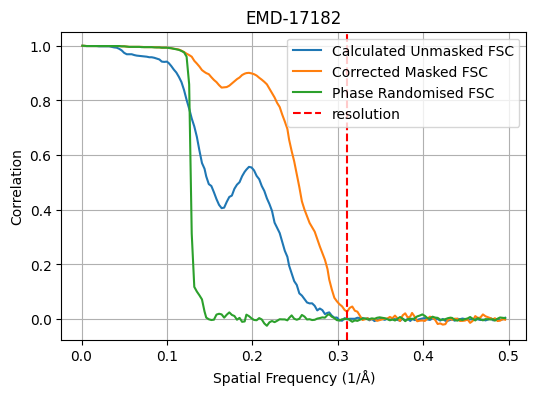 EMD-17182
Calculated Unmasked FSC
Corrected Masked FSC
Phase Randomised FSC
resolution
Correlation
1.0
0.8
0.6
0.4
0.2
0.0
0.0 0.1 0.2 0.3 0.4 0.5
Spatial Frequency (1/Å)